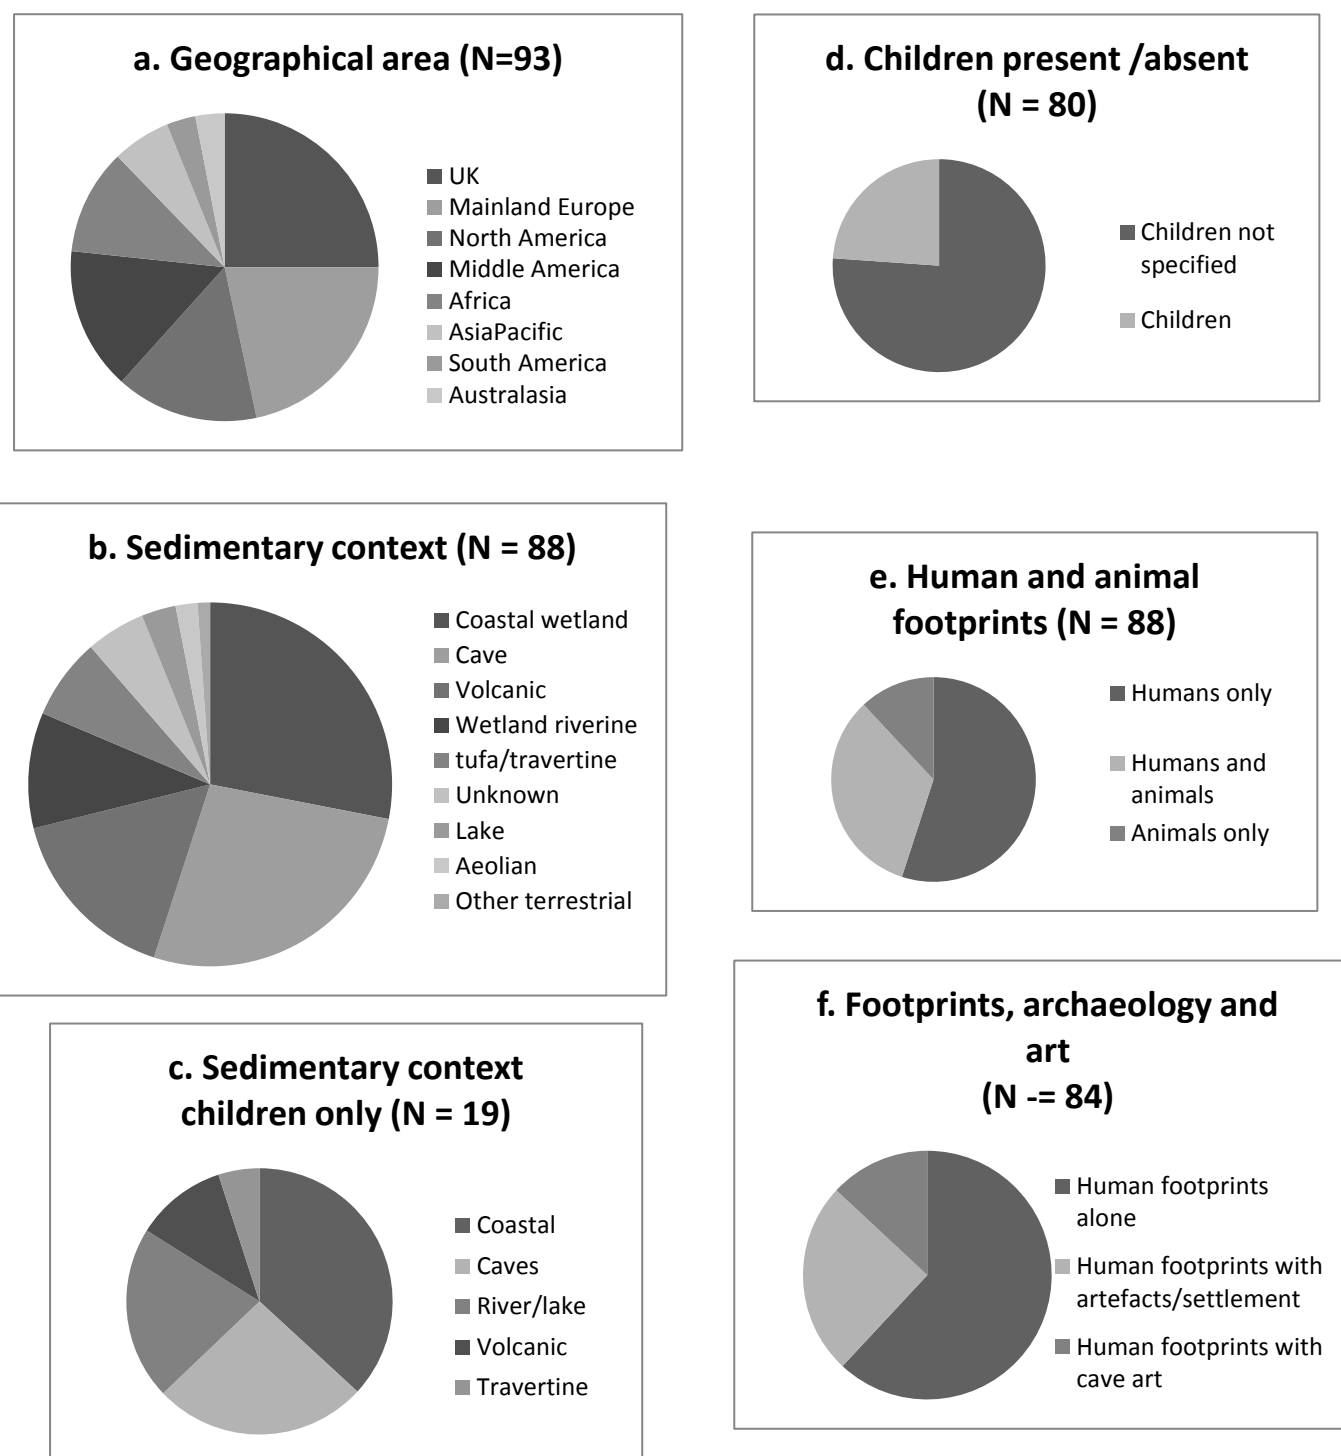 a. Geographical area (N=93)
UK
Mainland Europe
North America
Middle America
Africa
AsiaPacific
South America
Australasia
b. Sedimentary context (N = 88)
Coastal wetland
Cave
Volcanic
Wetland riverine
tufa/travertine
Unknown
Lake
Aeolian
Other terrestrial
c. Sedimentary context
children only (N = 19)
Coastal
Caves
River/lake
Volcanic
Travertine
d. Children present /absent
(N = 80)
Children not
specified
Children
e. Human and animal
footprints (N = 88)
Humans only
Humans and
animals
Animals only
f. Footprints, archaeology and
art
(N -= 84)
Human footprints
alone
Human footprints with
artefacts/settlement
Human footprints with
cave art